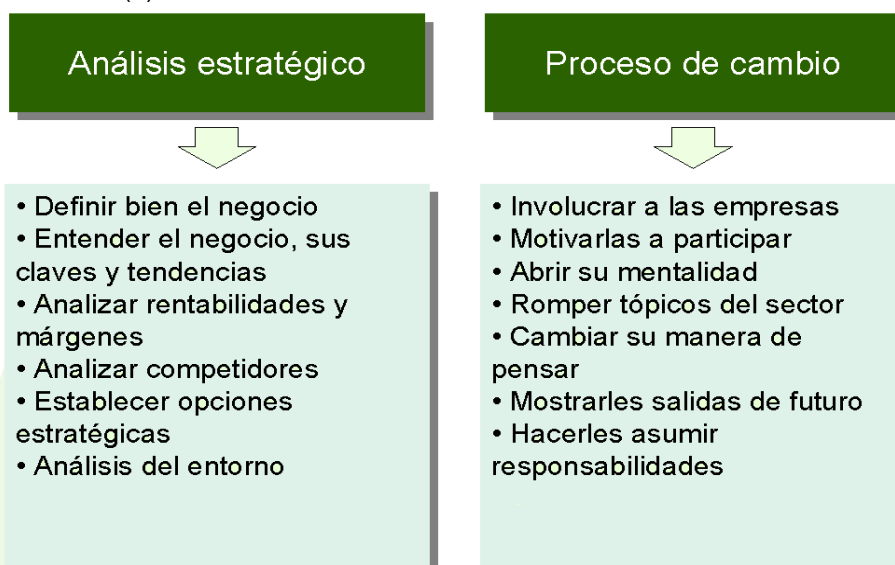 (s)
Análisis estratégico
• Definir bien el negocio
• Entender el negocio, sus
claves y tendencias
• Analizar rentabilidades y
márgenes
• Analizar competidores
• Establecer opciones
estratégicas
• Análisis del entorno
Proceso de cambio
• Involucrar a las empresas
• Motivarlas a participar
• Abrir su mentalidad
• Romper tópicos del sector
• Cambiar su manera de
pensar
• Mostrarles salidas de futuro
• Hacerles asumir
responsabilidades